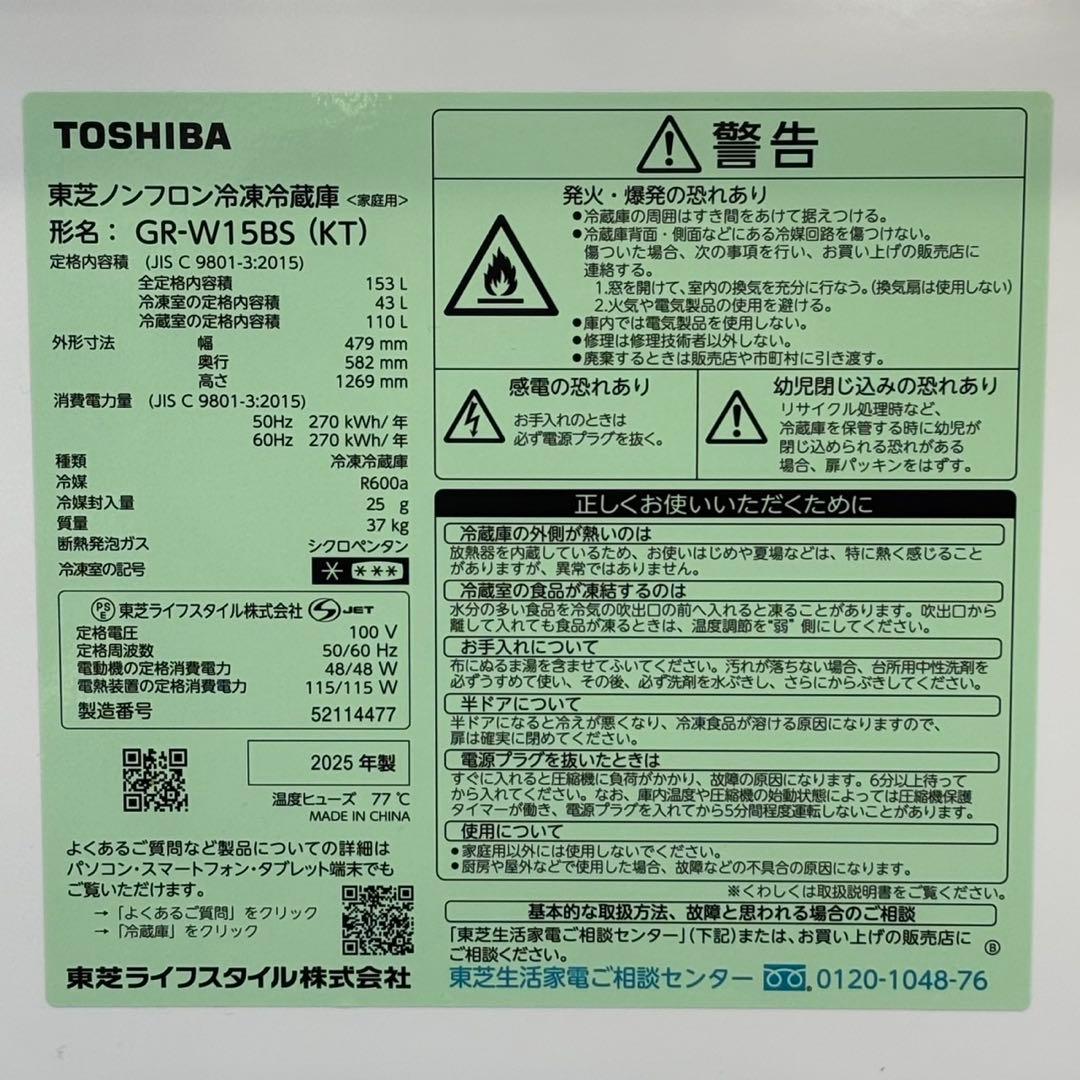 TOSHIBA
東芝ノンフロン冷凍冷蔵庫 <家庭用>
形名： GR-W15BS (KT)
定格内容積 (JIS C 9801-3:2015)
全定格内容積 153 L
冷凍室の定格内容積 43 L
冷蔵室の定格内容積 110 L
外形寸法 幅 479 mm
奥行 582 mm
高さ 1269 mm
消費電力量 (JIS C 9801-3:2015)
50Hz 270 kWh/年
60Hz 270 kWh/年
種類 冷凍冷蔵庫
冷媒 R600a
冷媒封入量 25 g
質量 37 kg
断熱発泡ガス シクロペンタン
冷凍室の記号
PSE 東芝ライフスタイル株式会社 JET
定格電圧 100 V
定格周波数 50/60 Hz
電動機の定格消費電力 48/48 W
電熱装置の定格消費電力 115/115 W
製造番号 52114477
2025 年製
温度ヒューズ 77℃
MADE IN CHINA
よくあるご質問など製品についての詳細は
パソコン・スマートフォン・タブレット端末でも
ご覧いただけます。
→「よくあるご質問」をクリック
→「冷蔵庫」をクリック
東芝ライフスタイル株式会社
警告
発火・爆発の恐れあり
●冷蔵庫の周囲はすき間をあけて据えつける。
●冷蔵庫背面・側面などにある冷媒回路を傷つけない。
傷ついた場合、次の事項を行い、お買い上げの販売店に
連絡する。
1.窓を開けて、室内の換気を充分に行なう。(換気扇は使用しない)
2.火気や電気製品の使用を避ける。
●庫内では電気製品を使用しない。
●修理は修理技術者以外しない。
●廃棄するときは販売店や市町村に引き渡す。
感電の恐れあり
お手入れのときは
必ず電源プラグを抜く。
幼児閉じ込みの恐れあり
リサイクル処理時など、
冷蔵庫を保管する時に幼児が
閉じ込められる恐れがある
場合、扉パッキンをはずす。
正しくお使いいただくために
冷蔵庫の外側が熱いのは
放熱器を内蔵しているため、お使いはじめや夏場などは、特に熱く感じること
がありますが、異常ではありません。
冷蔵室の食品が凍結するのは
水分の多い食品を冷気の吹出口の前へ入れると凍ることがあります。吹出口から
離して入れても食品が凍るときは、温度調節を“弱”側にしてください。
お手入れについて
布にぬるま湯を含ませてふいてください。汚れが落ちない場合、台所用中性洗剤を
必ずうすめて使い、その後、必ず洗剤を水ぶきし、さらにからぶきしてください。
半ドアについて
半ドアになると冷えが悪くなり、冷凍食品が溶ける原因になりますので、
扉は確実に閉めてください。
電源プラグを抜いたときは
すぐに入れると圧縮機に負荷がかかり、故障の原因になります。6分以上待って
から入れてください。なお、庫内温度や圧縮機の始動状態によっては圧縮機保護
タイマーが働き、電源プラグを入れてから5分間程度運転しないことがあります。
使用について
●家庭用以外には使用しないでください。
●厨房や屋外などで使用した場合、故障などの不具合の原因になります。
※くわしくは取扱説明書をご覧ください。
基本的な取扱方法、故障と思われる場合のご相談
「東芝生活家電ご相談センター」(下記)または、お買い上げの販売店に
ご相談ください。 Ⓑ
東芝生活家電ご相談センター 0120-1048-76